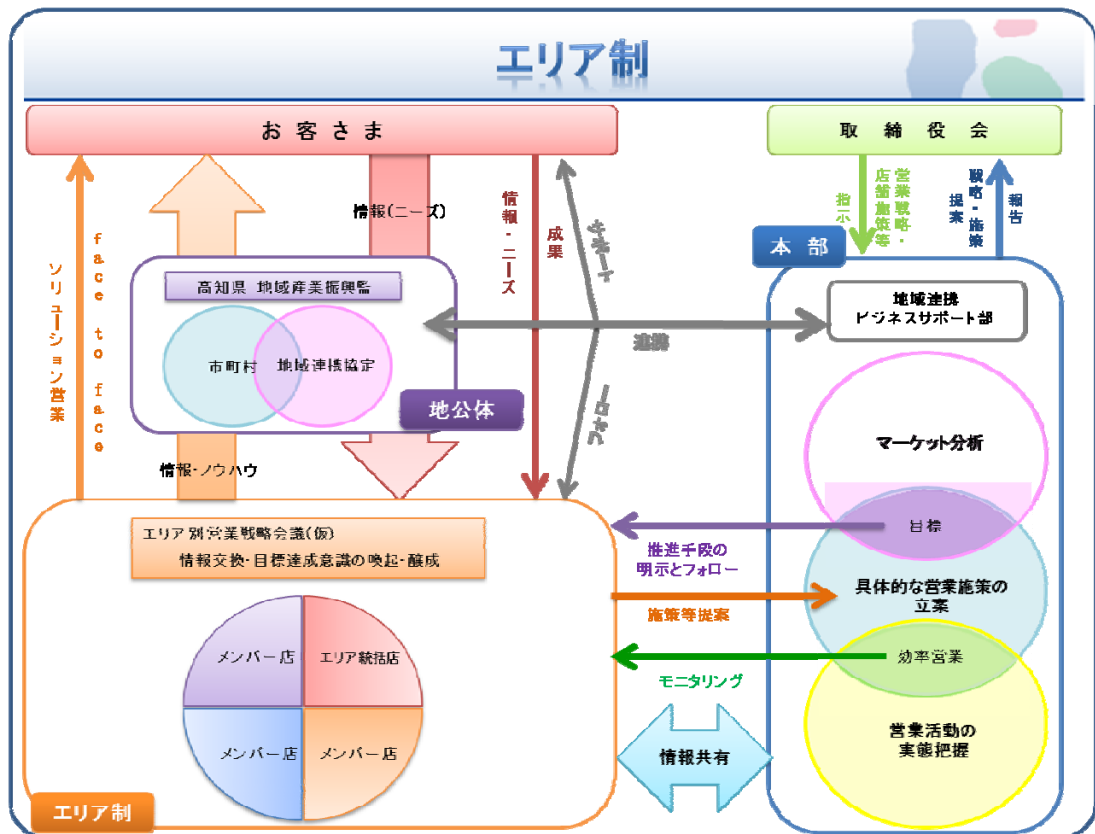 エリア制
お客さま
取締役会
ソリューション営業
face to face
情報(ニーズ)
情報・ニーズ
成果
サポート
フォロー
連携
指示
営業戦略・
店舗施策等
戦略・施策
提案
報告
本部
高知県 地域産業振興監
市町村
地域連携協定
地公体
情報・ノウハウ
地域連携
ビジネスサポート部
マーケット分析
目標
具体的な営業施策の
立案
効率営業
営業活動の
実態把握
エリア別営業戦略会議(仮)
情報交換・目標達成意識の喚起・醸成
推進手段の
明示とフォロー
施策等提案
モニタリング
情報共有
メンバー店
エリア統括店
メンバー店
メンバー店
エリア制